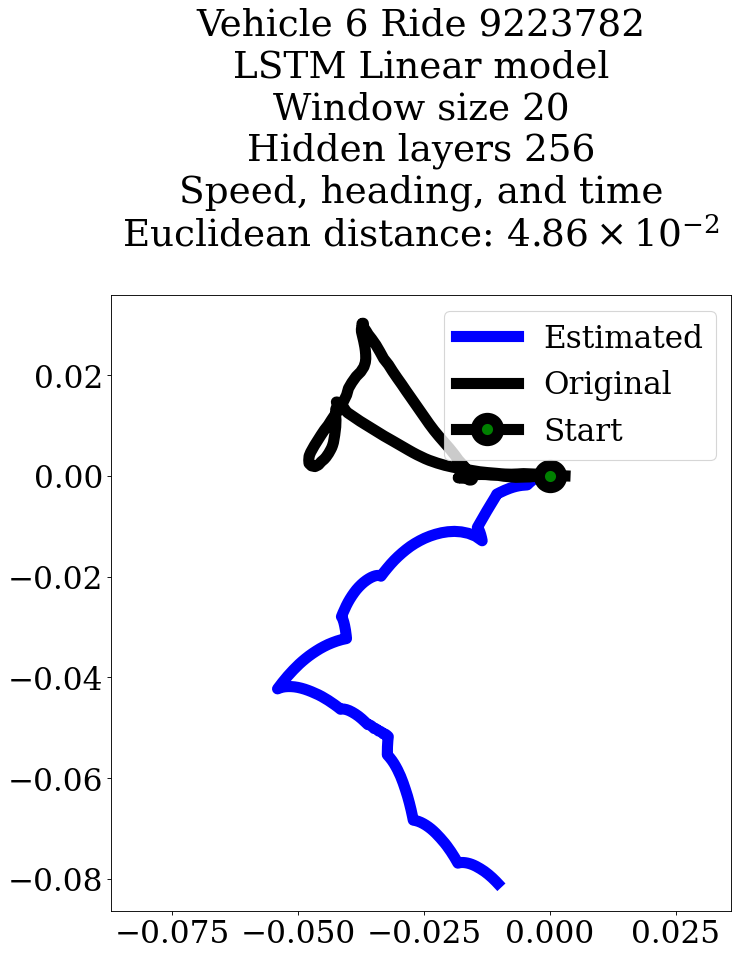 Vehicle 6 Ride 9223782
LSTM Linear model
Window size 20
Hidden layers 256
Speed, heading, and time
Euclidean distance: 4.86 × 10⁻²
Estimated
Original
Start
0.02
0.00
−0.02
−0.04
−0.06
−0.08
−0.075 −0.050 −0.025 0.000 0.025